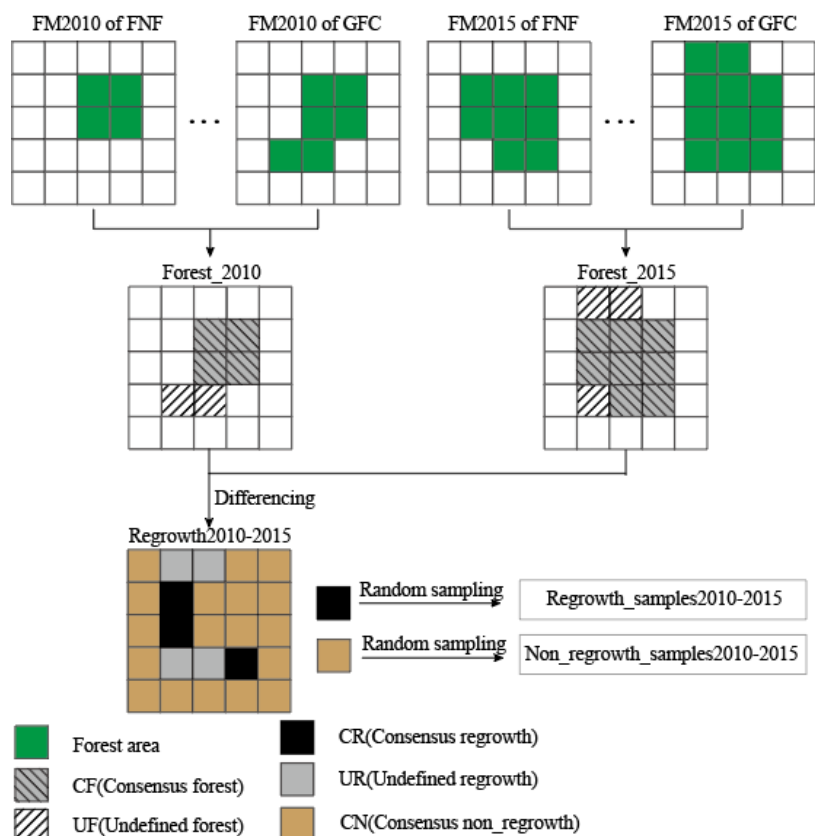 FM2010 of FNF
FM2010 of GFC
FM2015 of FNF
FM2015 of GFC
...
...
Forest_2010
Forest_2015
Differencing
Regrowth2010-2015
Random sampling
Regrowth_samples2010-2015
Random sampling
Non_regrowth_samples2010-2015
Forest area
CR(Consensus regrowth)
CF(Consensus forest)
UR(Undefined regrowth)
UF(Undefined forest)
CN(Consensus non_regrowth)